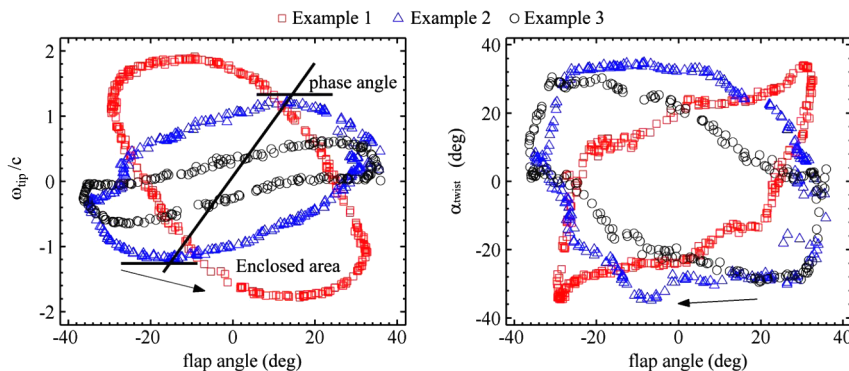 Example 1 Example 2 Example 3
2
1
0
-1
-2
-40 -20 0 20 40
ω_tip/c
flap angle (deg)
phase angle
Enclosed area
40
20
0
-20
-40
-40 -20 0 20 40
α_twist (deg)
flap angle (deg)